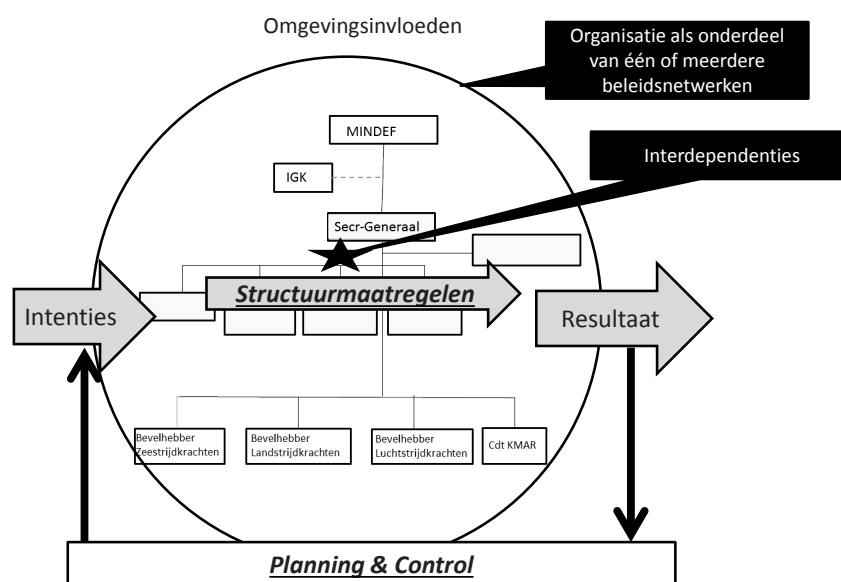 Omgevingsinvloeden
Organisatie als onderdeel
van één of meerdere
beleidsnetwerken
MINDEF
Interdependenties
IGK
Secr-Generaal
Structuurmaatregelen
Intenties
Resultaat
Bevelhebber
Zeestrijdkrachten
Bevelhebber
Landstrijdkrachten
Bevelhebber
Luchtstrijdkrachten
Cdt KMAR
Planning & Control